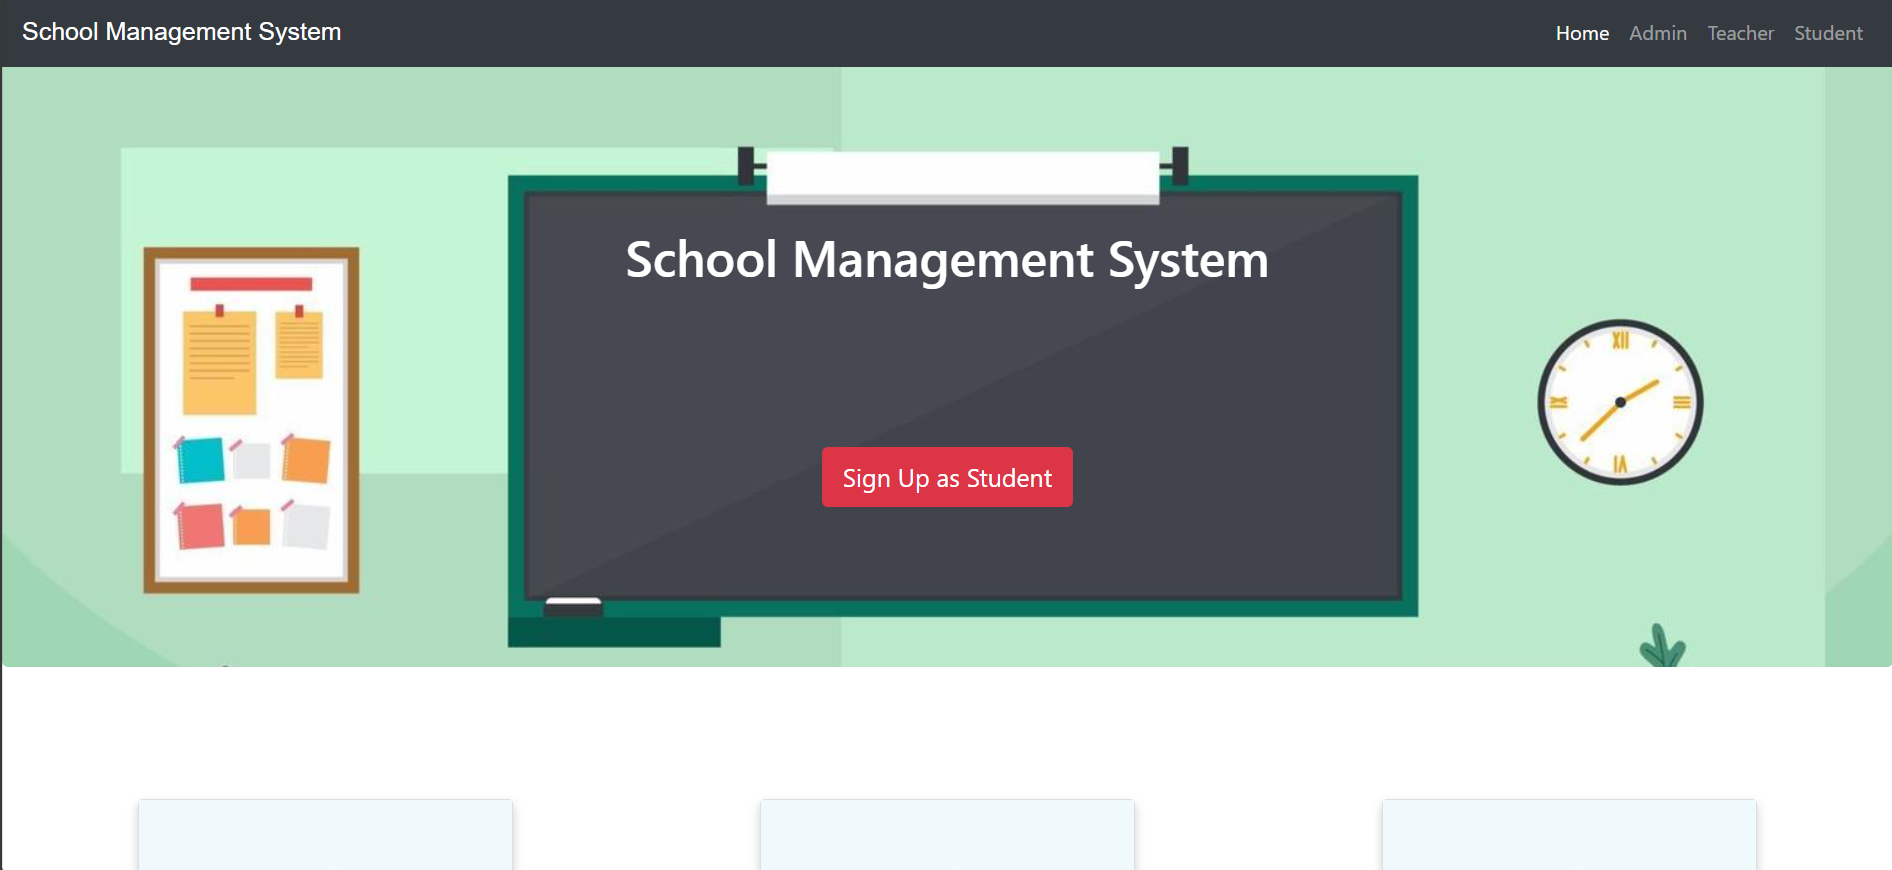 School Management System
Home Admin Teacher Student
School Management System
XII
III
VI
IX
Sign Up as Student